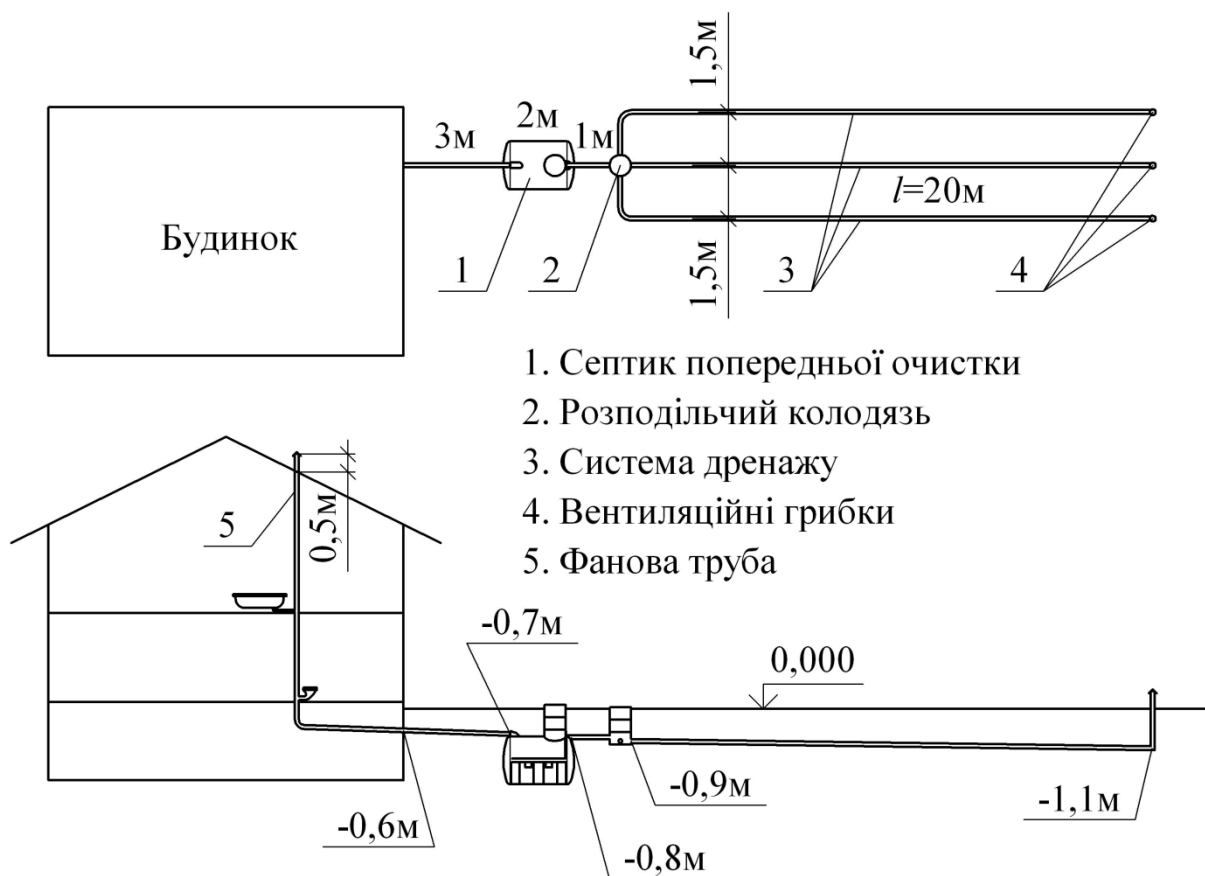 1,5м
2м
3м
1м
l=20м
Будинок
1
2
1,5м
3
4
1. Септик попередньої очистки
2. Розподільчий колодязь
3. Система дренажу
4. Вентиляційні грибки
5. Фанова труба
5
0,5м
-0,7м
0,000
-0,9м
-1,1м
-0,6м
-0,8м